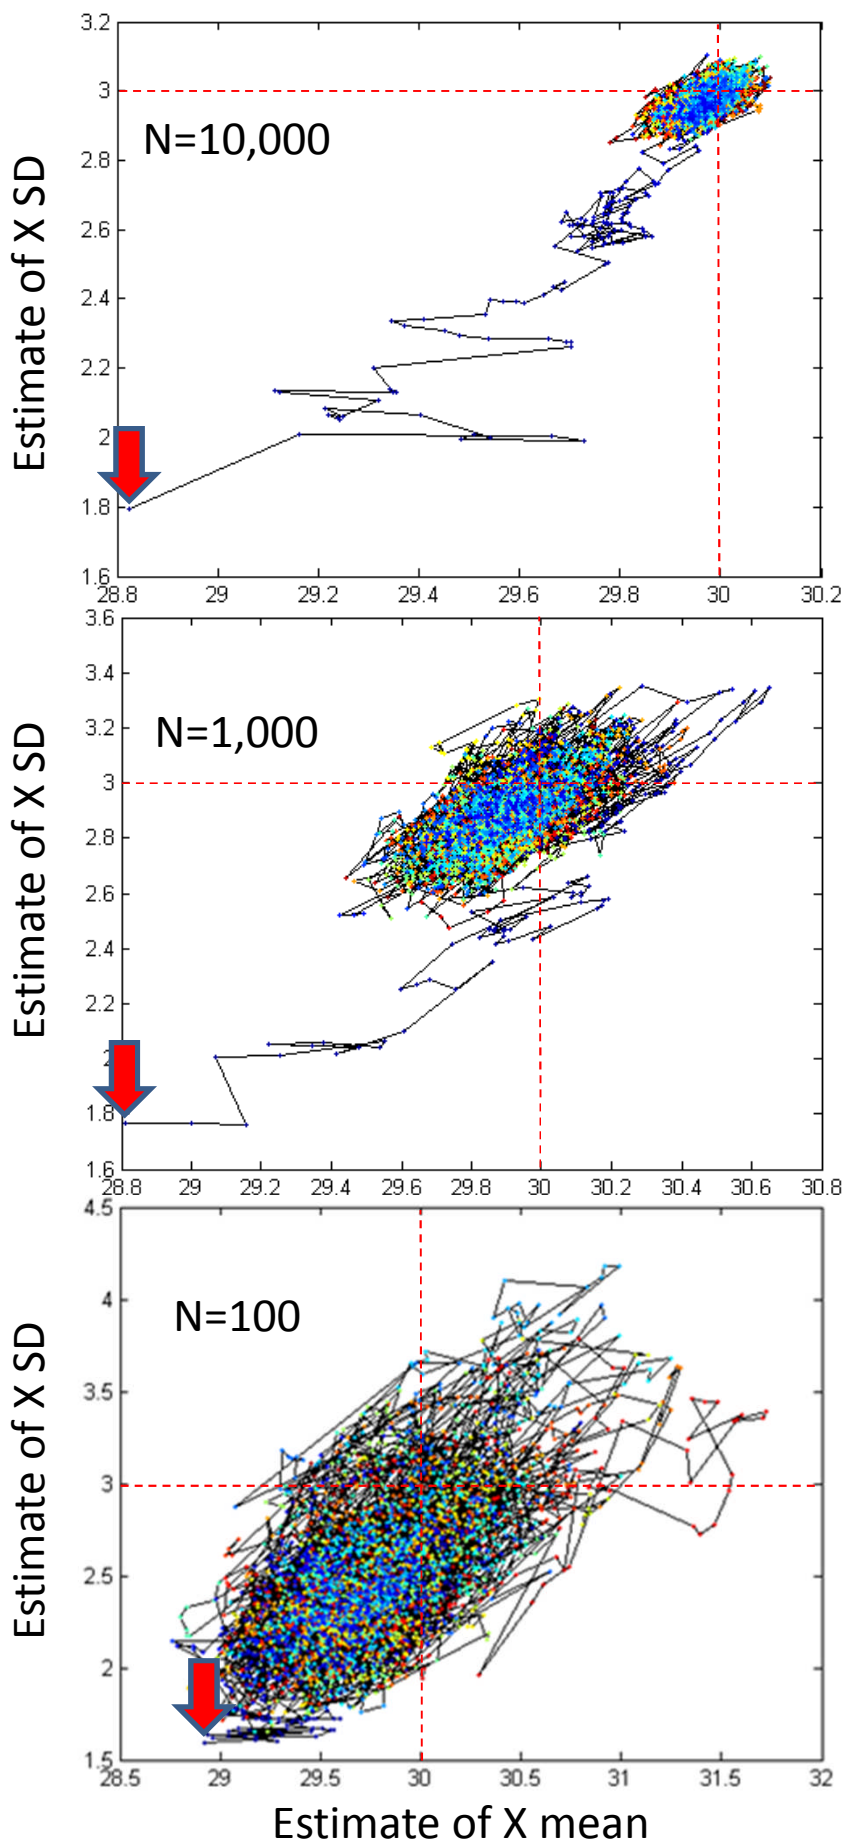 3.2
3
2.8
2.6
2.4
2.2
2
1.8
1.6
N=10,000
Estimate of X SD
28.8 29 29.2 29.4 29.6 29.8 30 30.2
3.6
3.4
3.2
3
2.8
2.6
2.4
2.2
2
1.8
1.6
N=1,000
Estimate of X SD
28.8 29 29.2 29.4 29.6 29.8 30 30.2 30.4 30.6 30.8
4.5
4
3.5
3
2.5
2
1.5
N=100
Estimate of X SD
28.5 29 29.5 30 30.5 31 31.5 32
Estimate of X mean